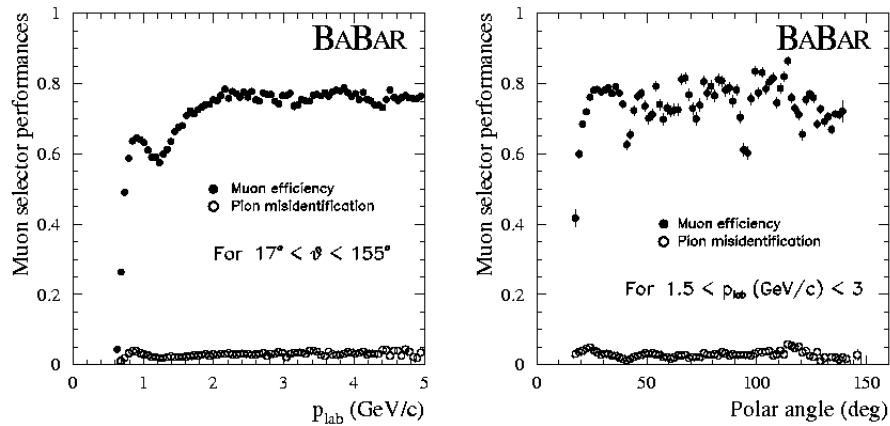 BABAR
Muon selector performances
1
0.8
0.6
0.4
0.2
0
Muon efficiency
Pion misidentification
For 17° < ϑ < 155°
0 1 2 3 4 5
p_lab (GeV/c)
BABAR
Muon selector performances
1
0.8
0.6
0.4
0.2
0
Muon efficiency
Pion misidentification
For 1.5 < p_lab (GeV/c) < 3
0 50 100 150
Polar angle (deg)